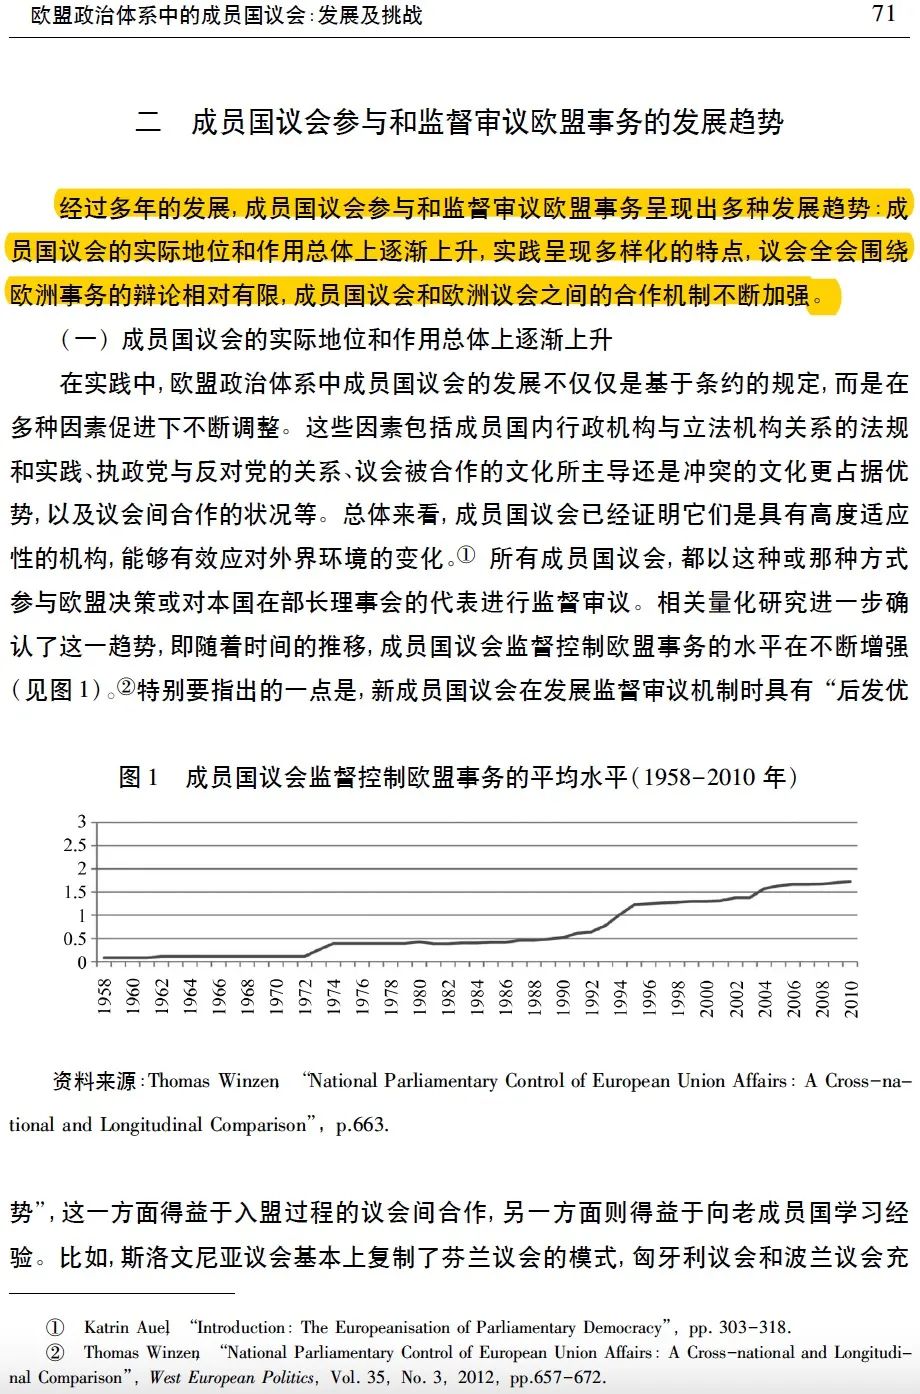 欧盟政治体系中的成员国议会:发展及挑战 71
二 成员国议会参与和监督审议欧盟事务的发展趋势
经过多年的发展,成员国议会参与和监督审议欧盟事务呈现出多种发展趋势:成
员国议会的实际地位和作用总体上逐渐上升,实践呈现多样化的特点,议会全会围绕
欧洲事务的辩论相对有限,成员国议会和欧洲议会之间的合作机制不断加强。
(一)成员国议会的实际地位和作用总体上逐渐上升
在实践中,欧盟政治体系中成员国议会的发展不仅仅是基于条约的规定,而是在
多种因素促进下不断调整。这些因素包括成员国内行政机构与立法机构关系的法规
和实践、执政党与反对党的关系、议会被合作的文化所主导还是冲突的文化更占据优
势,以及议会间合作的状况等。总体来看,成员国议会已经证明它们是具有高度适应
性的机构,能够有效应对外界环境的变化。① 所有成员国议会,都以这种或那种方式
参与欧盟决策或对本国在部长理事会的代表进行监督审议。相关量化研究进一步确
认了这一趋势,即随着时间的推移,成员国议会监督控制欧盟事务的水平在不断增强
(见图1)。②特别要指出的一点是,新成员国议会在发展监督审议机制时具有“后发优
图1 成员国议会监督控制欧盟事务的平均水平(1958-2010年)
3
2.5
2
1.5
1
0.5
0
1958 1960 1962 1964 1966 1968 1970 1972 1974 1976 1978 1980 1982 1984 1986 1988 1990 1992 1994 1996 1998 2000 2002 2004 2006 2008 2010
资料来源:Thomas Winzen, “National Parliamentary Control of European Union Affairs: A Cross-na-
tional and Longitudinal Comparison”, p.663.
势”,这一方面得益于入盟过程的议会间合作,另一方面则得益于向老成员国学习经
验。比如,斯洛文尼亚议会基本上复制了芬兰议会的模式,匈牙利议会和波兰议会充
① Katrin Auel, “Introduction: The Europeanisation of Parliamentary Democracy”, pp. 303-318.
② Thomas Winzen, “National Parliamentary Control of European Union Affairs: A Cross-national and Longitudi-
nal Comparison”, West European Politics, Vol. 35, No. 3, 2012, pp.657-672.